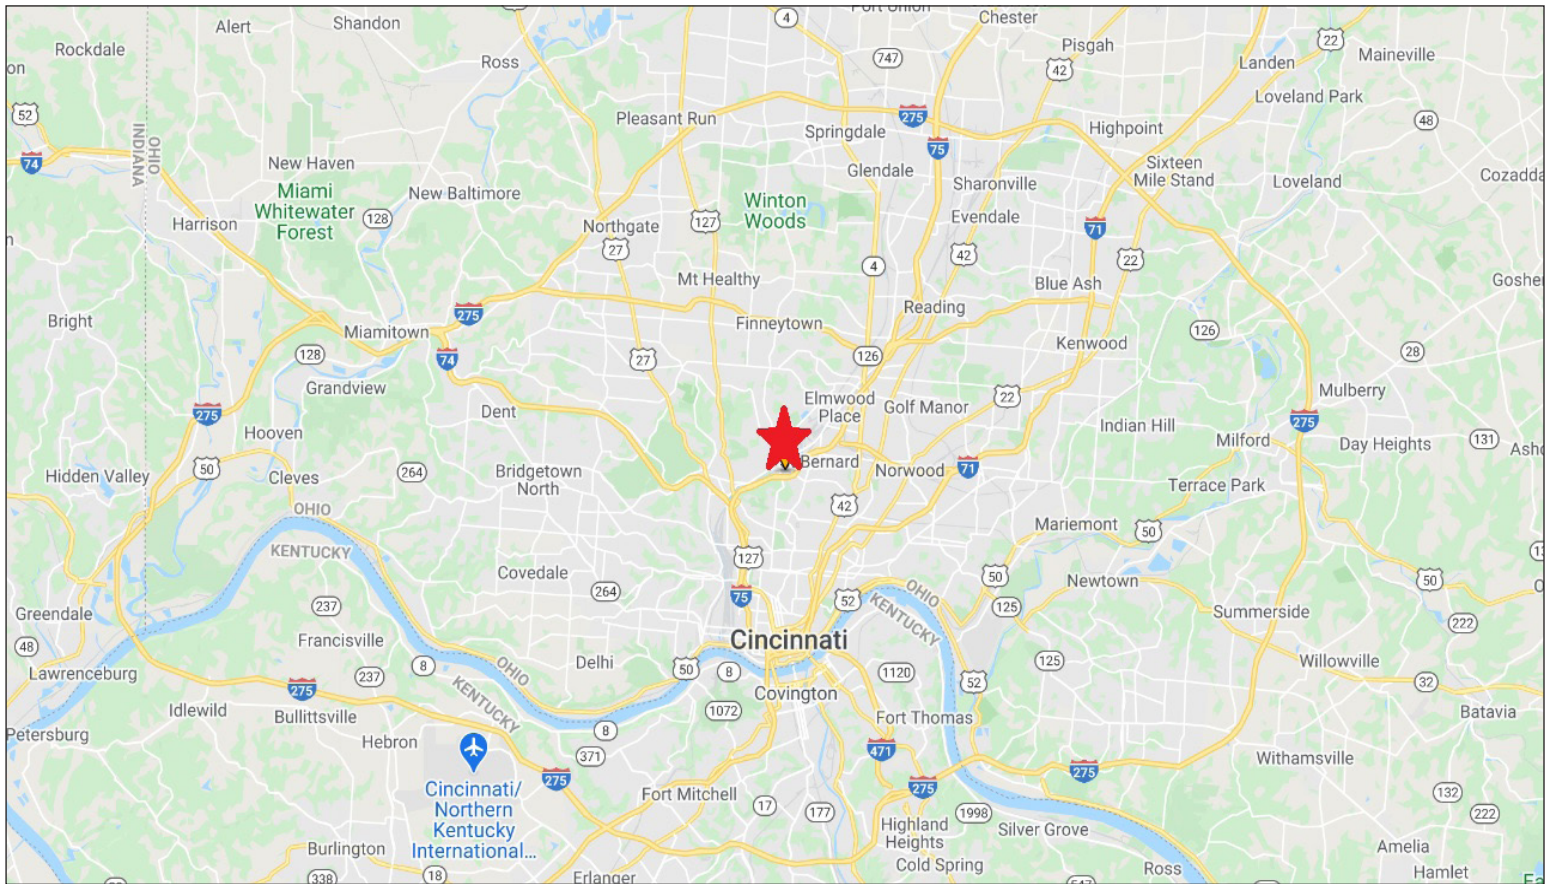 Alert
Shandon
4
Port Union
Chester
Rockdale
Ross
747
Pisgah
42
22
Maineville
Landen
on
52
Pleasant Run
Springdale
275
75
Loveland Park
48
Highpoint
74
OHIO
INDIANA
New Haven
Miami
Whitewater
Forest
128
New Baltimore
Glendale
Sharonville
Sixteen
Mile Stand
Loveland
Cozadda
Harrison
Winton
Woods
127
Northgate
27
Evendale
71
42
22
n
Mt Healthy
4
Blue Ash
Goshe
Bright
275
Miamitown
Finneytown
Reading
126
Kenwood
126
128
74
27
28
Grandview
Elmwood
Place
Golf Manor
22
Mulberry
275
Dent
Hooven
Indian Hill
Milford
275
Day Heights
131
Asho
Hidden Valley
50
Cleves
264
Bridgetown
North
Bernard
Norwood
71
Terrace Park
OHIO
KENTUCKY
42
Mariemont
50
13
127
Covedale
264
75
52
OHIO
KENTUCKY
50
125
Newtown
50
O
Greendale
237
Francisville
48
Cincinnati
Summerside
222
Lawrenceburg
237
8
OHIO
KENTUCKY
Delhi
50
8
1120
52
125
Willowville
32
275
Idlewild
Bullittsville
Covington
1072
Fort Thomas
Batavia
Petersburg
Hebron
8
371
471
Withamsville
275
275
275
Cincinnati/
Northern
Kentucky
International...
Fort Mitchell
17
177
1998
132
222
Highland
Heights
Silver Grove
Burlington
Cold Spring
Ross
Amelia
Hamlet
338
18
Erlanger